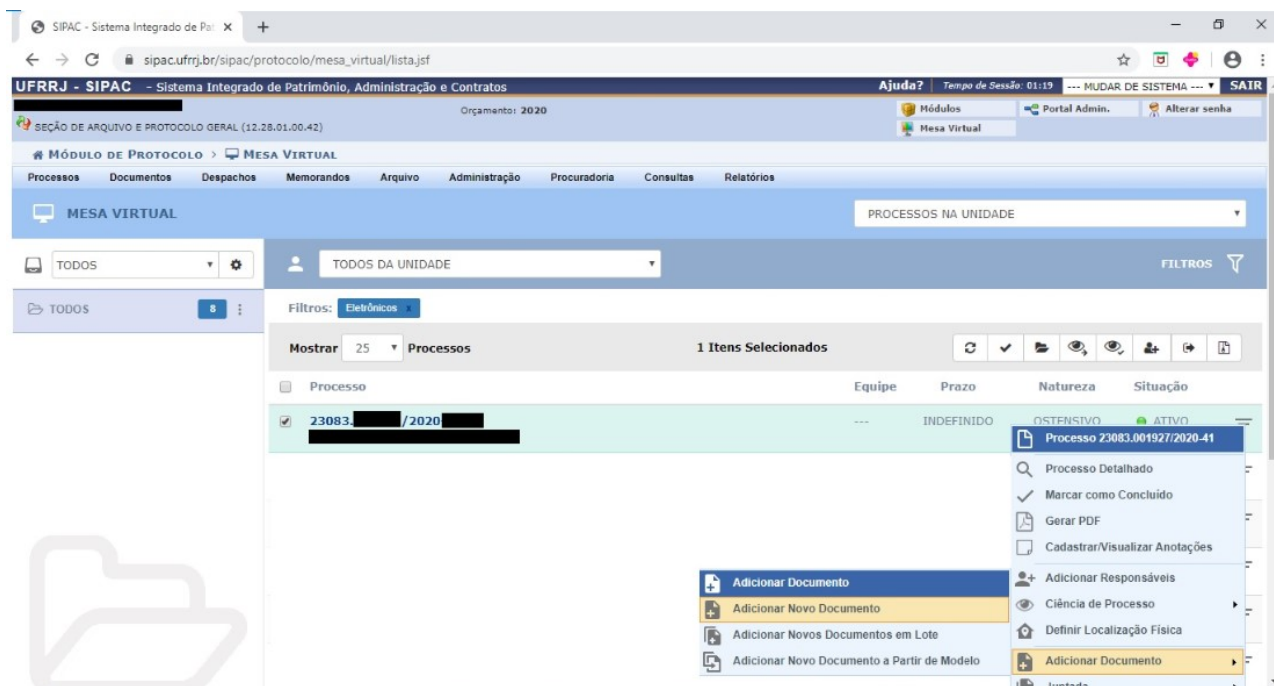 SIPAC - Sistema Integrado de Pa
sipac.ufrrj.br/sipac/protocolo/mesa_virtual/lista.jsf
UFRRJ - SIPAC - Sistema Integrado de Patrimônio, Administração e Contratos
Ajuda? Tempo de Sessão: 01:19 --- MUDAR DE SISTEMA --- SAIR
Orçamento: 2020
Módulos Portal Admin. Alterar senha
SEÇÃO DE ARQUIVO E PROTOCOLO GERAL (12.28.01.00.42)
Mesa Virtual
MÓDULO DE PROTOCOLO > MESA VIRTUAL
Processos Documentos Despachos Memorandos Arquivo Administração Procuradoria Consultas Relatórios
MESA VIRTUAL
PROCESSOS NA UNIDADE
TODOS
TODOS DA UNIDADE
FILTROS
TODOS 8
Filtros: Eletrônicos x
Mostrar 25 Processos
1 Itens Selecionados
Processo Equipe Prazo Natureza Situação
23083. /2020 --- INDEFINIDO OSTENSIVO ATIVO
Processo 23083.001927/2020-41
Processo Detalhado
Marcar como Concluído
Gerar PDF
Cadastrar/Visualizar Anotações
Adicionar Responsáveis
Ciência de Processo
Definir Localização Física
Adicionar Documento
Juntada
Adicionar Documento
Adicionar Novo Documento
Adicionar Novos Documentos em Lote
Adicionar Novo Documento a Partir de Modelo